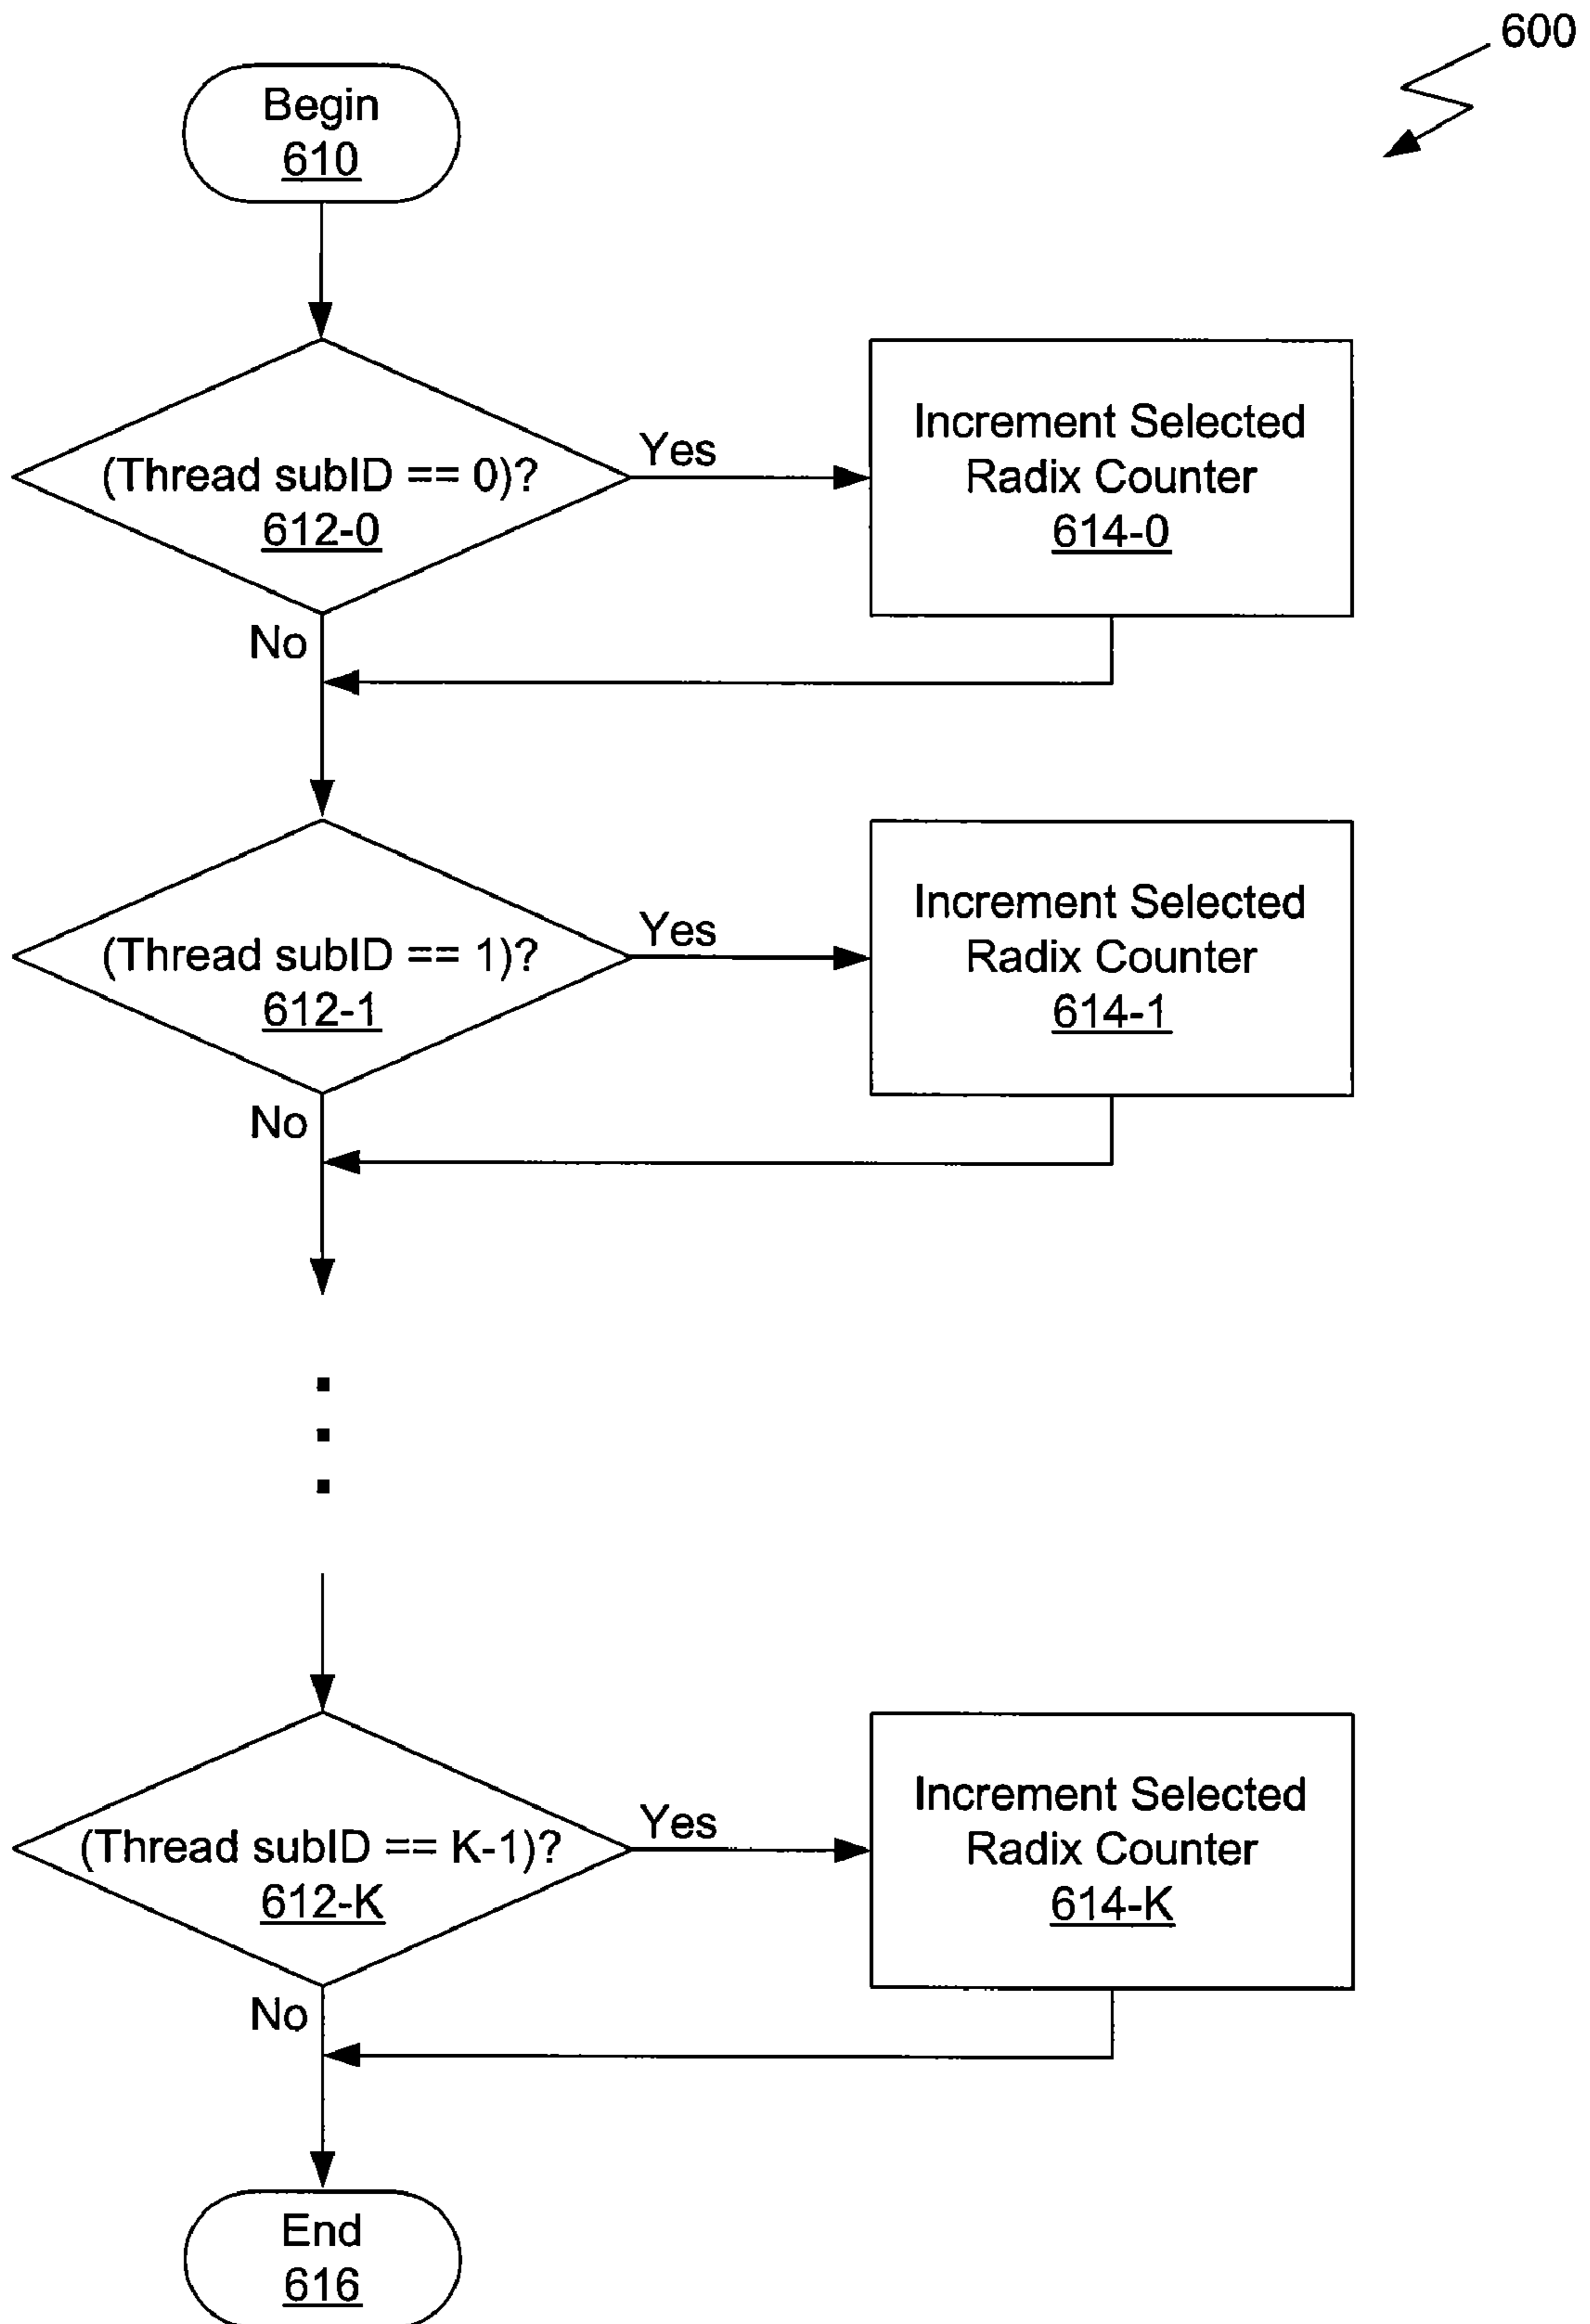 600
Begin
610
(Thread subID == 0)?
612-0
Yes
Increment Selected
Radix Counter
614-0
No
(Thread subID == 1)?
612-1
Yes
Increment Selected
Radix Counter
614-1
No
(Thread subID == K-1)?
612-K
Yes
Increment Selected
Radix Counter
614-K
No
End
616